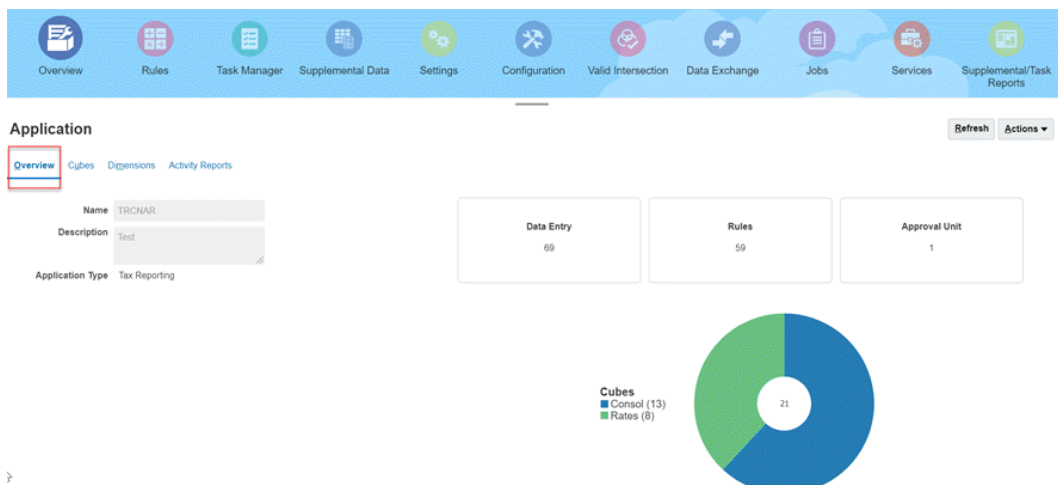 Overview
Rules
Task Manager
Supplemental Data
Settings
Configuration
Valid Intersection
Data Exchange
Jobs
Services
Supplemental/Task
Reports
Application
Refresh
Actions
Overview
Cubes
Dimensions
Activity Reports
Name TRCNAR
Description Test
Application Type Tax Reporting
Data Entry
69
Rules
59
Approval Unit
1
Cubes
Consol (13)
Rates (8)
21